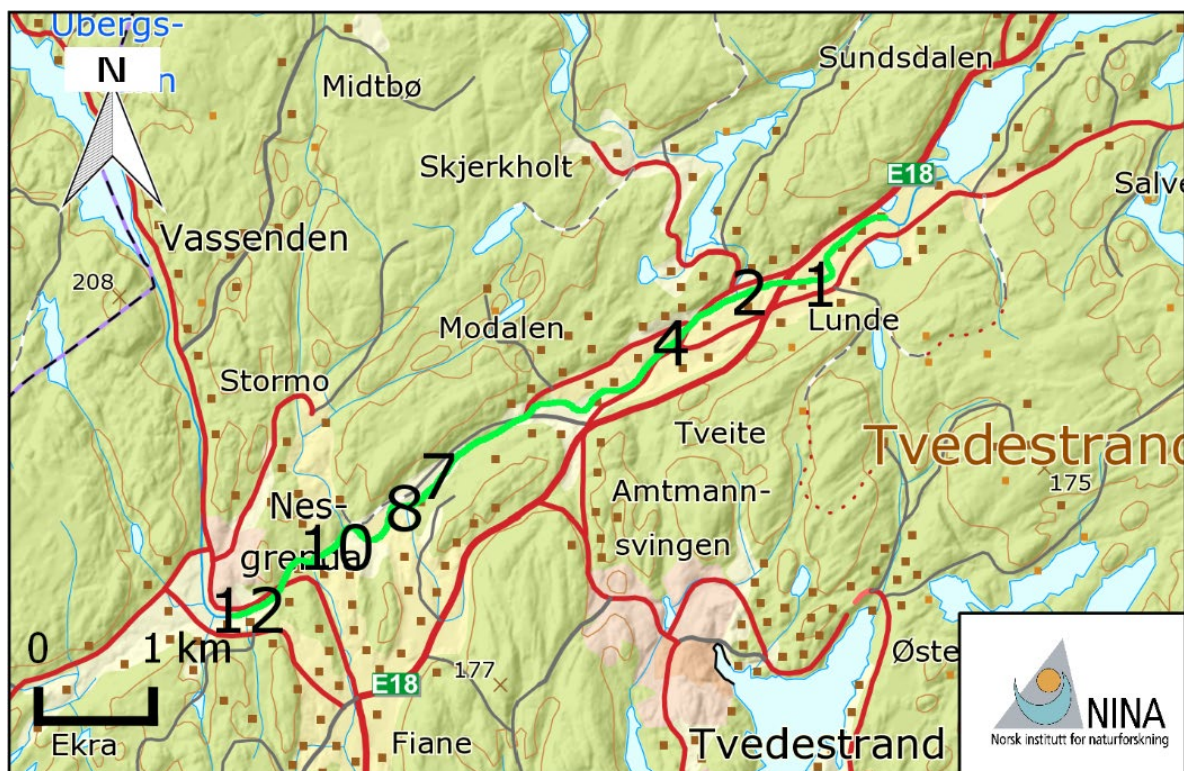 Ubergs-
N
Midtbø
Sundsdalen
Skjerkholt
E18
Salve
Vassenden
208
2
1
Lunde
Modalen
4
Stormo
Tveite
Tvedestrand
7
175
Nes-
8
Amtmann-
10
grenda
svingen
12
0 1 km
177
E18
Øste
Ekra
Fiane
Tvedestrand
NINA
Norsk institutt for naturforskning